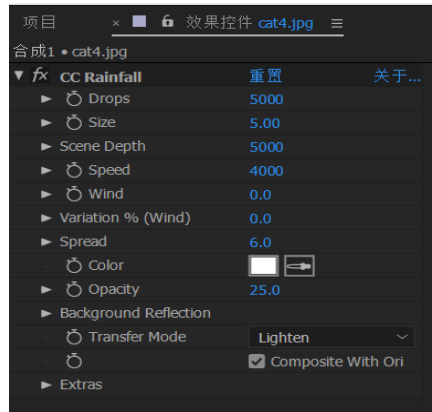 项目 × 效果控件 cat4.jpg ≡
合成1 • cat4.jpg
fx CC Rainfall 重置 关于...
Drops 5000
Size 5.00
Scene Depth 5000
Speed 4000
Wind 0.0
Variation % (Wind) 0.0
Spread 6.0
Color
Opacity 25.0
Background Reflection
Transfer Mode Lighten
Composite With Ori
Extras